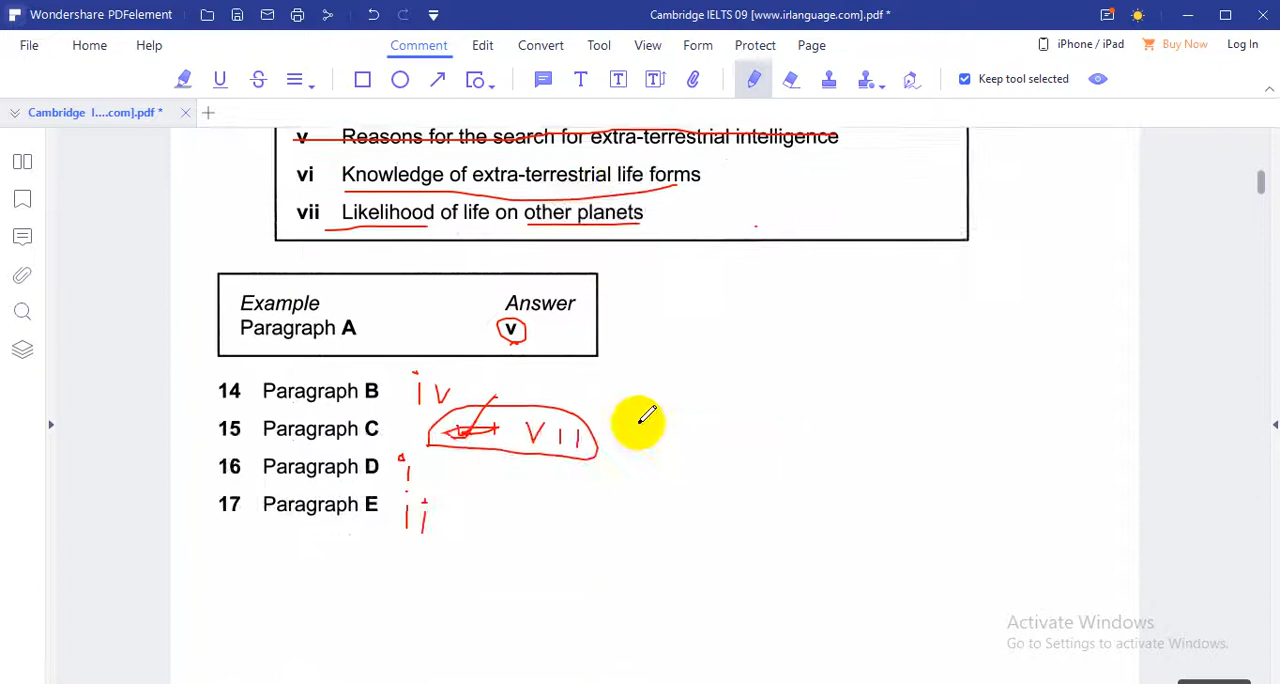 Wondershare PDFelement
Cambridge IELTS 09 [www.irlanguage.com].pdf *
File Home Help Comment Edit Convert Tool View Form Protect Page iPhone / iPad Buy Now Log In
Keep tool selected
Cambridge I....com].pdf *
v Reasons for the search for extra-terrestrial intelligence
vi Knowledge of extra-terrestrial life forms
vii Likelihood of life on other planets
Example Answer
Paragraph A v
14 Paragraph B iv
15 Paragraph C VII
16 Paragraph D i
17 Paragraph E ii
Activate Windows
Go to Settings to activate Windows.